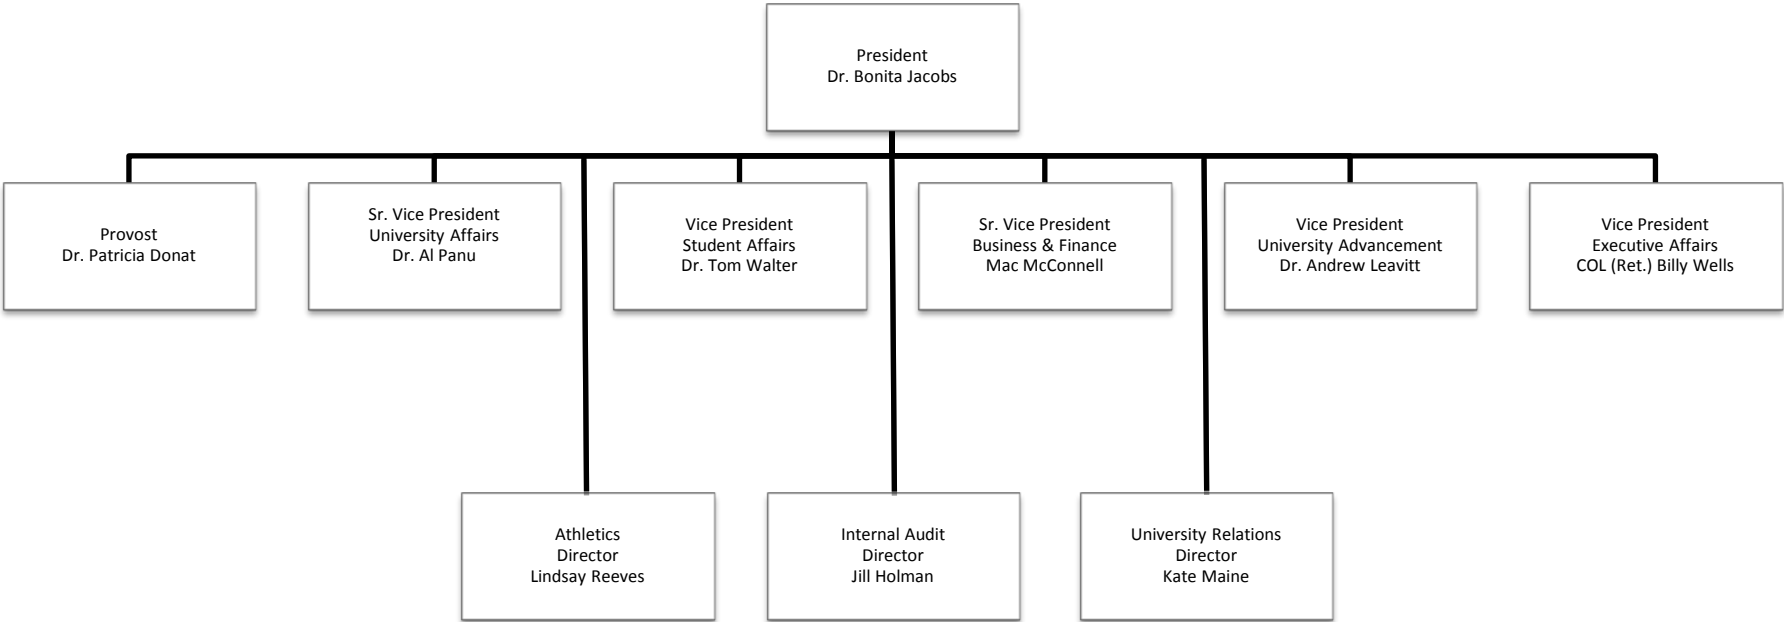 President
Dr. Bonita Jacobs
Provost
Dr. Patricia Donat
Sr. Vice President
University Affairs
Dr. Al Panu
Vice President
Student Affairs
Dr. Tom Walter
Sr. Vice President
Business & Finance
Mac McConnell
Vice President
University Advancement
Dr. Andrew Leavitt
Vice President
Executive Affairs
COL (Ret.) Billy Wells
Athletics
Director
Lindsay Reeves
Internal Audit
Director
Jill Holman
University Relations
Director
Kate Maine